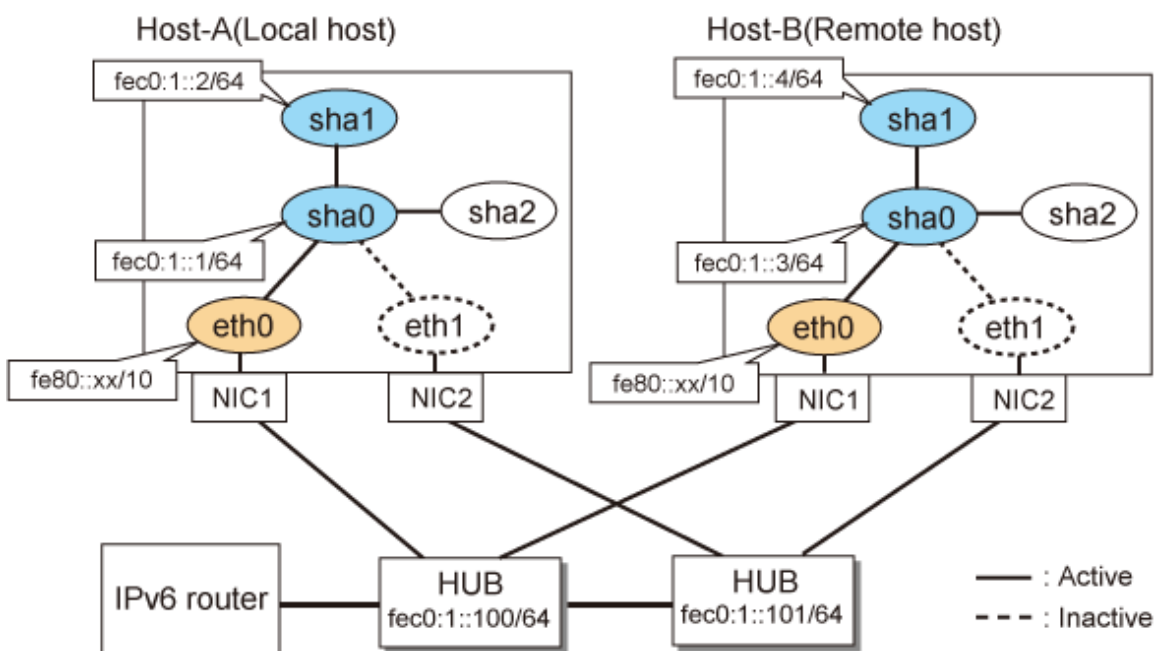 Host-A(Local host)
Host-B(Remote host)
fec0:1::2/64
sha1
sha0
sha2
fec0:1::1/64
eth0
eth1
fe80::xx/10
NIC1
NIC2
fec0:1::4/64
sha1
sha0
sha2
fec0:1::3/64
eth0
eth1
fe80::xx/10
NIC1
NIC2
IPv6 router
HUB
fec0:1::100/64
HUB
fec0:1::101/64
: Active
: Inactive